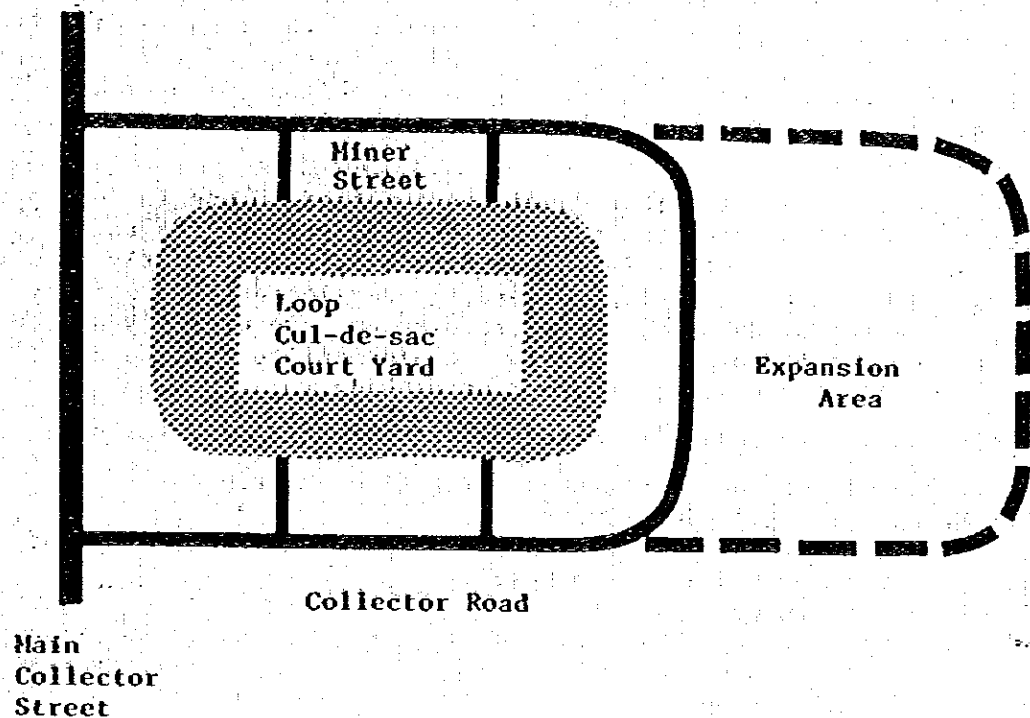 Miner
Street
Loop
Cul-de-sac
Court Yard
Expansion
Area
Collector Road
Main
Collector
Street